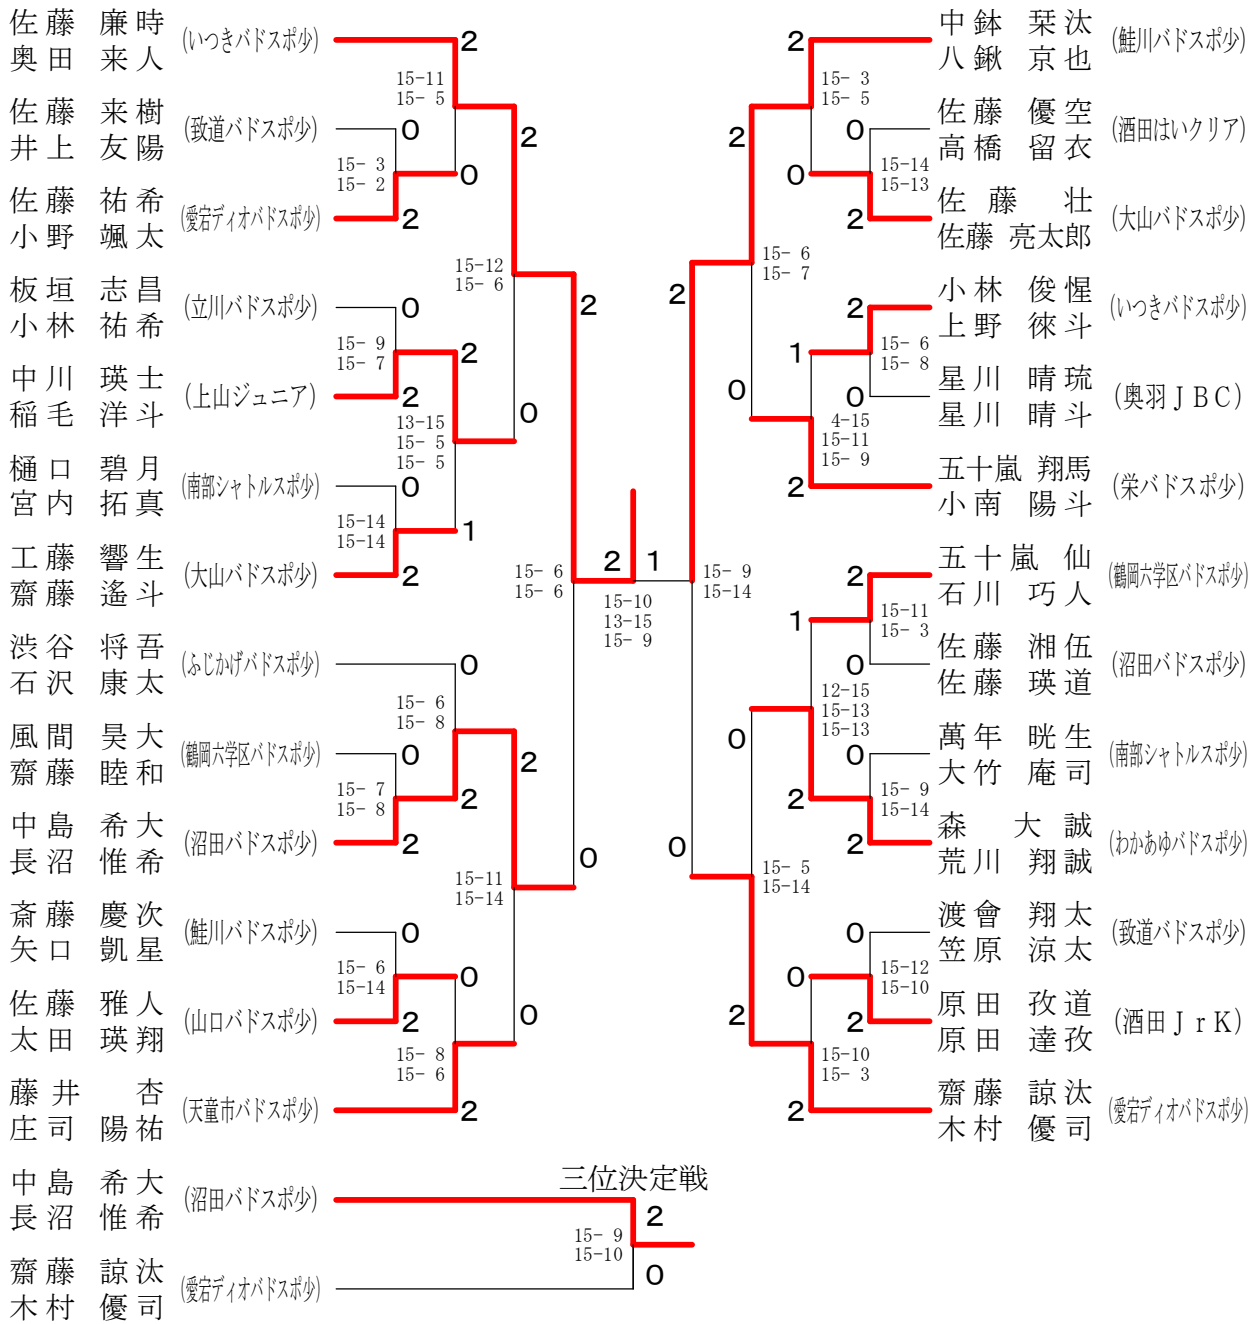 佐藤 廉時
奥田 来人
(いつきバドスポ少)
2
15-11
15- 5
佐藤 来樹
井上 友陽
(致道バドスポ少)
0
2
15- 3
15- 2
0
佐藤 祐希
小野 颯太
(愛宕ディオバドスポ少)
2
15-12
15- 6
板垣 志昌
小林 祐希
(立川バドスポ少)
0
2
15- 9
15- 7
2
中川 瑛士
稲毛 洋斗
(上山ジュニア)
2
13-15
15- 5
15- 5
0
樋口 碧月
宮内 拓真
(南部シャトルスポ少)
0
15-14
15-14
1
工藤 響生
齋藤 遙斗
(大山バドスポ少)
2
15- 6
15- 6
渋谷 将吾
石沢 康太
(ふじかげバドスポ少)
0
15- 6
15- 8
風間 昊大
齋藤 睦和
(鶴岡六学区バドスポ少)
0
2
15- 7
15- 8
2
中島 希大
長沼 惟希
(沼田バドスポ少)
2
0
15-11
15-14
斎藤 慶次
矢口 凱星
(鮭川バドスポ少)
0
15- 6
15-14
0
佐藤 雅人
太田 瑛翔
(山口バドスポ少)
2
0
15- 8
15- 6
藤井 杏
庄司 陽祐
(天童市バドスポ少)
2
2 1
15-10
13-15
15- 9
中鉢 栞汰
八鍬 京也
(鮭川バドスポ少)
2
15- 3
15- 5
佐藤 優空
高橋 留衣
(酒田はいクリア)
0
2
15-14
15-13
0
佐藤 壮
佐藤 亮太郎
(大山バドスポ少)
2
15- 6
15- 7
2
小林 俊惺
上野 徠斗
(いつきバドスポ少)
2
15- 6
15- 8
1
星川 晴琉
星川 晴斗
(奥羽JBC)
0
0
4-15
15-11
15- 9
五十嵐 翔馬
小南 陽斗
(栄バドスポ少)
2
15- 9
15-14
五十嵐 仙
石川 巧人
(鶴岡六学区バドスポ少)
2
15-11
15- 3
1
佐藤 湘伍
佐藤 瑛道
(沼田バドスポ少)
0
12-15
15-13
15-13
0
萬年 晄生
大竹 庵司
(南部シャトルスポ少)
0
15- 9
15-14
2
森 大誠
荒川 翔誠
(わかあゆバドスポ少)
2
0
15- 5
15-14
渡會 翔太
笠原 涼太
(致道バドスポ少)
0
15-12
15-10
0
原田 孜道
原田 達孜
(酒田JrK)
2
2
15-10
15- 3
齋藤 諒汰
木村 優司
(愛宕ディオバドスポ少)
2
三位決定戦
中島 希大
長沼 惟希
(沼田バドスポ少)
2
15- 9
15-10
0
齋藤 諒汰
木村 優司
(愛宕ディオバドスポ少)